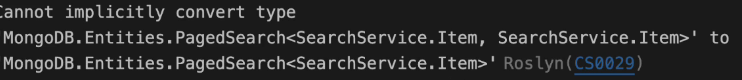 Cannot implicitly convert type
'MongoDB.Entities.PagedSearch<SearchService.Item, SearchService.Item>' to
'MongoDB.Entities.PagedSearch<SearchService.Item>' Roslyn(CS0029)